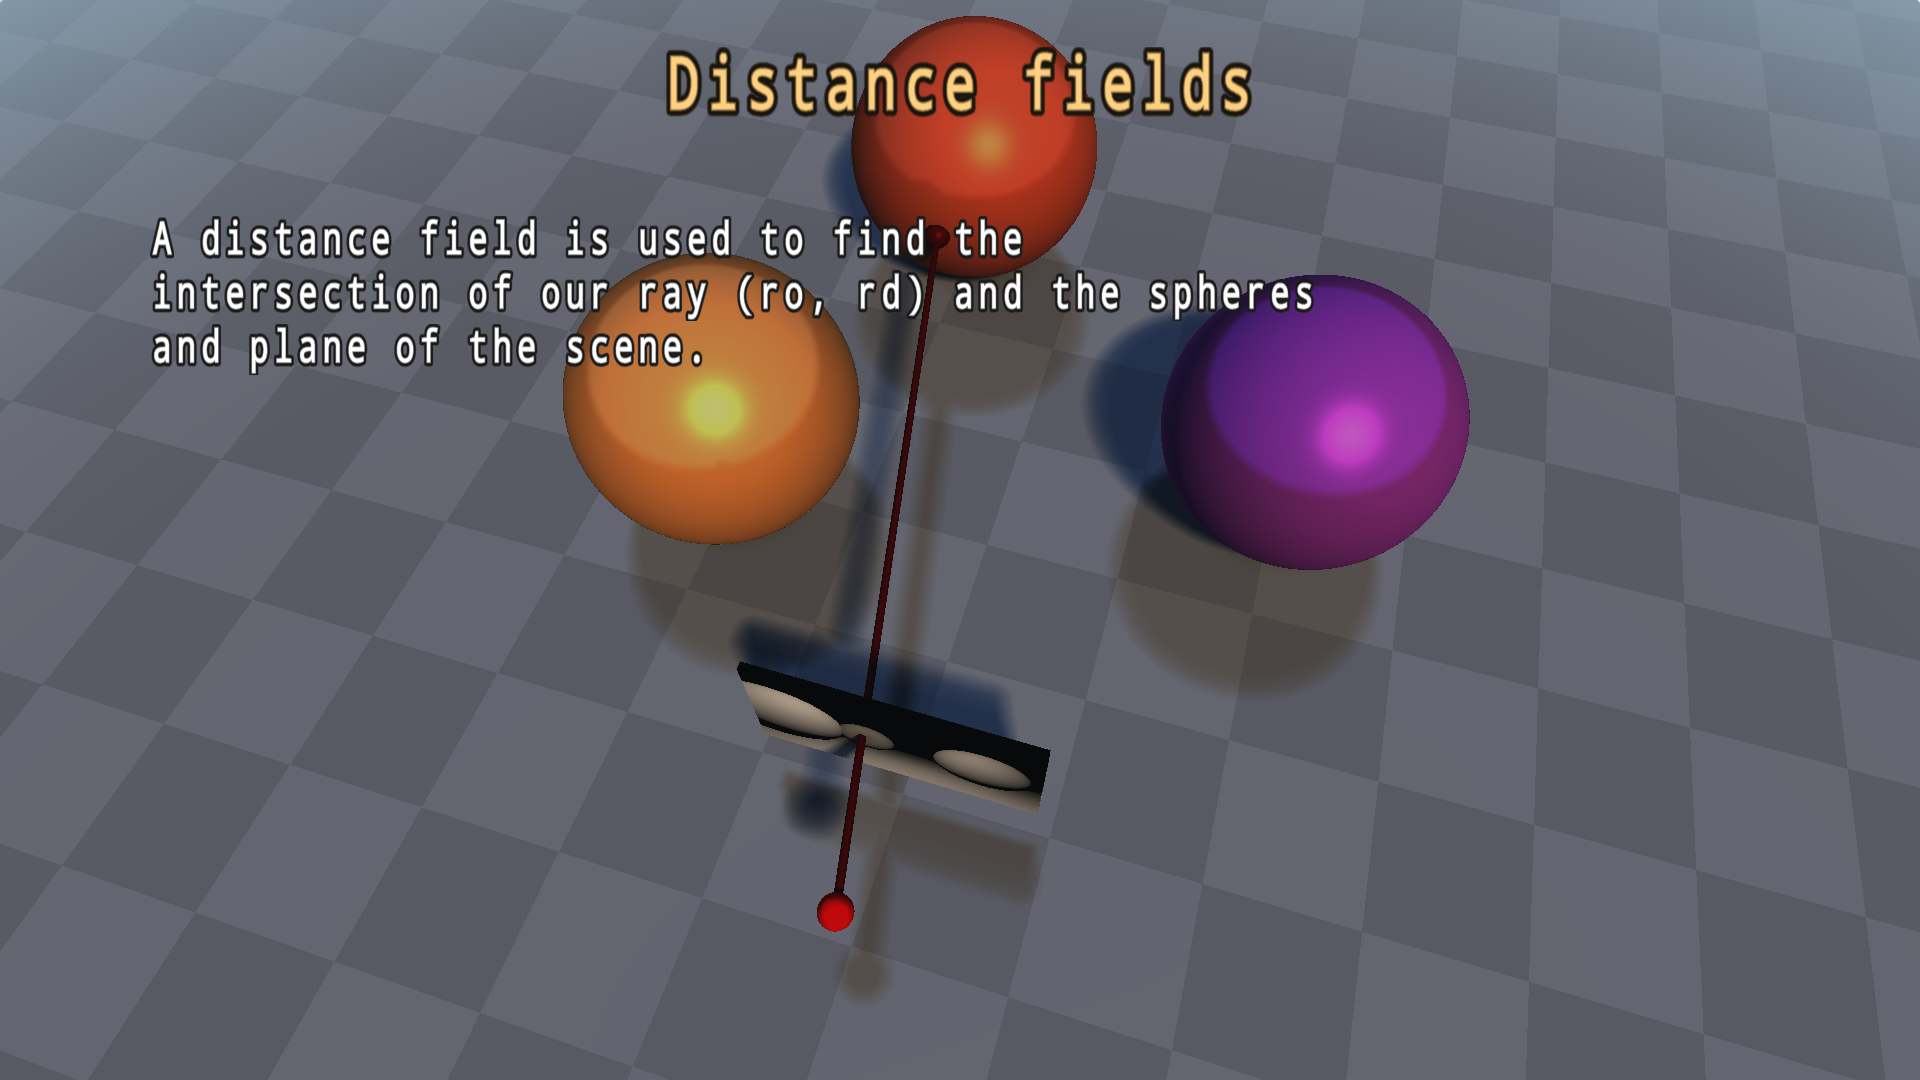 Distance fields
A distance field is used to find the
intersection of our ray (ro, rd) and the spheres
and plane of the scene.